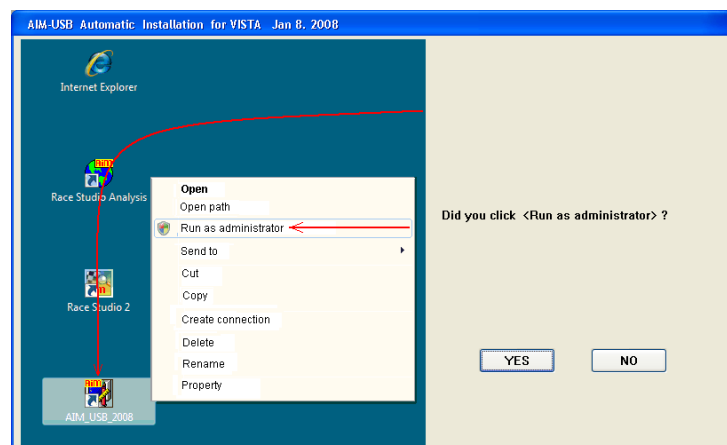 AIM-USB Automatic Installation for VISTA Jan 8. 2008
Internet Explorer
AIM
Race Studio Analysis
Race Studio 2
AIM
AIM_USB_2008
Open
Open path
Run as administrator
Send to
Cut
Copy
Create connection
Delete
Rename
Property
Did you click <Run as administrator> ?
YES
NO